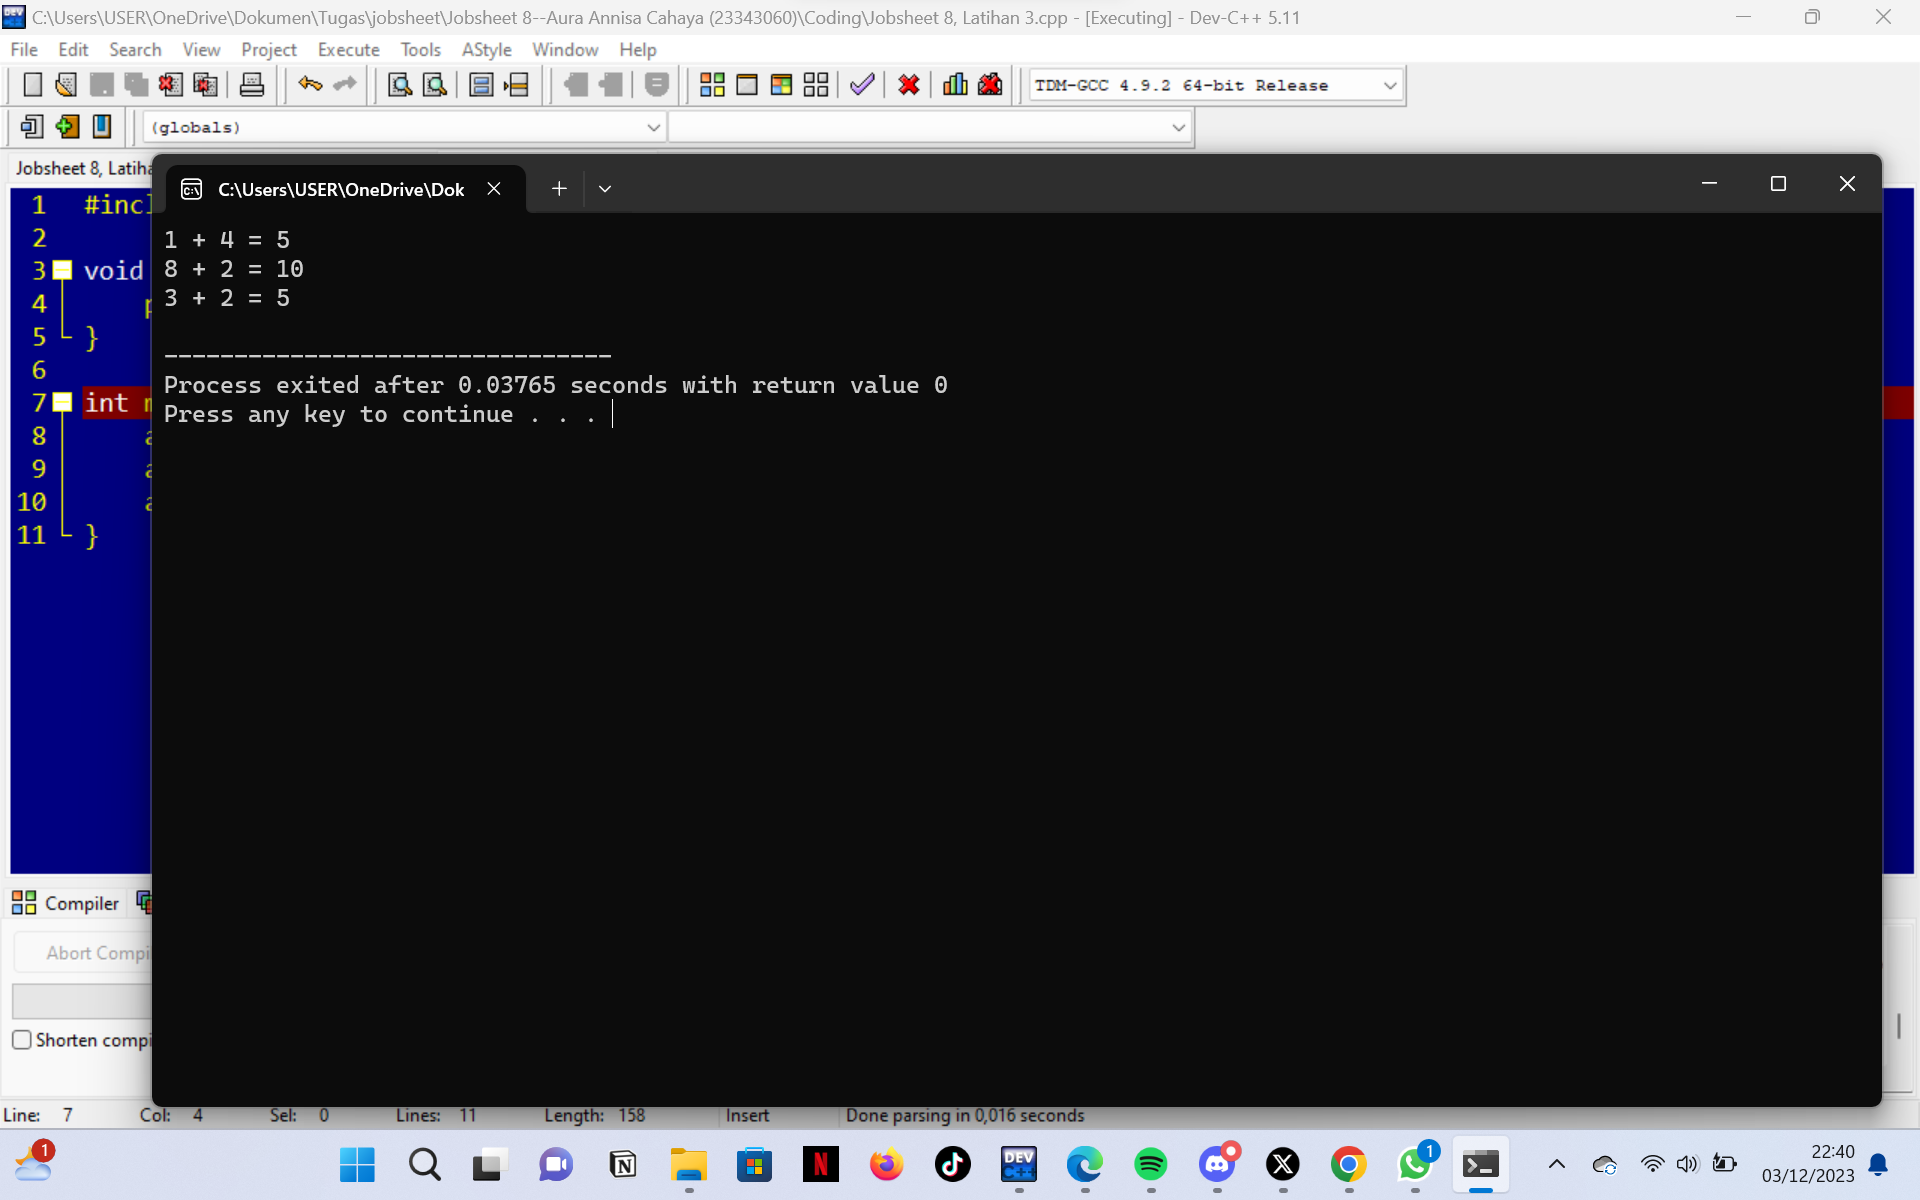 C:\Users\USER\OneDrive\Dokumen\Tugas\jobsheet\Jobsheet 8--Aura Annisa Cahaya (23343060)\Coding\Jobsheet 8, Latihan 3.cpp - [Executing] - Dev-C++ 5.11
File Edit Search View Project Execute Tools AStyle Window Help
TDM-GCC 4.9.2 64-bit Release
(globals)
Jobsheet 8, Latiha
C:\Users\USER\OneDrive\Dok
1 #incl
2
3 void
4 p
5 }
6
7 int m
8 a
9 a
10 a
11 }
1 + 4 = 5
8 + 2 = 10
3 + 2 = 5
--------------------------------
Process exited after 0.03765 seconds with return value 0
Press any key to continue . . .
Compiler
Abort Compi
Shorten compi
Line: 7 Col: 4 Sel: 0 Lines: 11 Length: 158 Insert Done parsing in 0,016 seconds
1
N
N
DEV
C++
X
1
22:40
03/12/2023